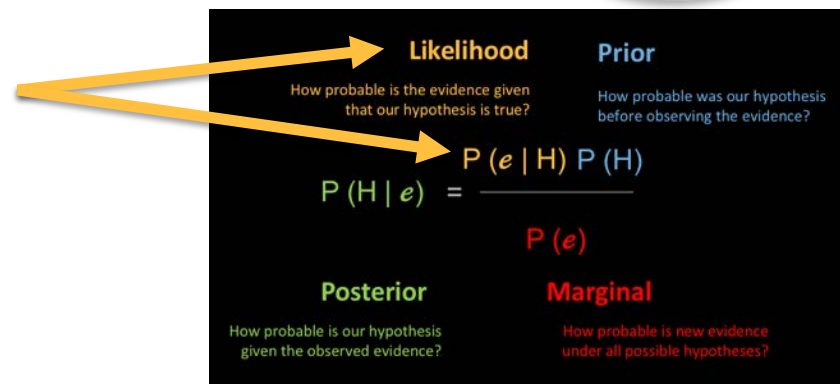 Likelihood
How probable is the evidence given
that our hypothesis is true?
Prior
How probable was our hypothesis
before observing the evidence?
P (e | H) P (H)
P (H | e) =
P (e)
Posterior
How probable is our hypothesis
given the observed evidence?
Marginal
How probable is new evidence
under all possible hypotheses?